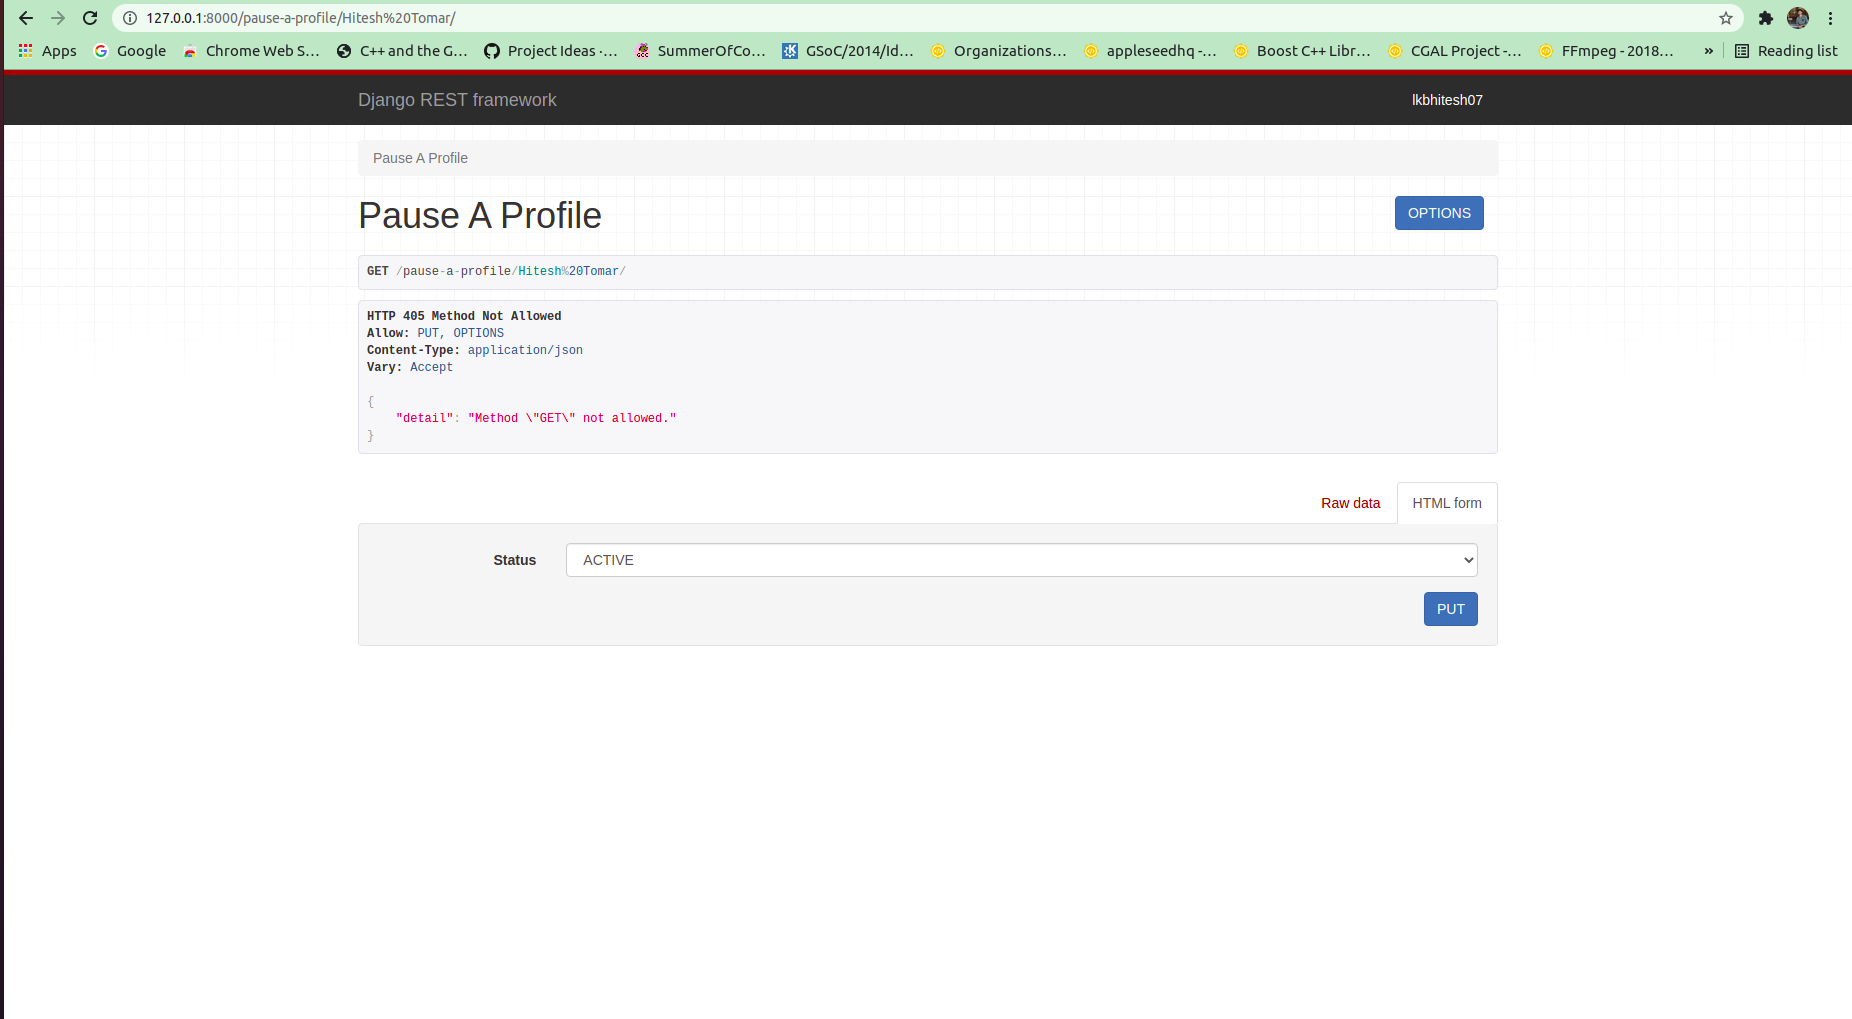 127.0.0.1:8000/pause-a-profile/Hitesh%20Tomar/
Apps Google Chrome Web S... C++ and the G... Project Ideas ·... SummerOfCo... GSoC/2014/Id... Organizations... appleseedhq -... Boost C++ Libr... CGAL Project -... FFmpeg - 2018... » Reading list
Django REST framework lkbhitesh07
Pause A Profile
Pause A Profile OPTIONS
GET /pause-a-profile/Hitesh%20Tomar/
HTTP 405 Method Not Allowed
Allow: PUT, OPTIONS
Content-Type: application/json
Vary: Accept
{
"detail": "Method \"GET\" not allowed."
}
Raw data HTML form
Status ACTIVE
PUT